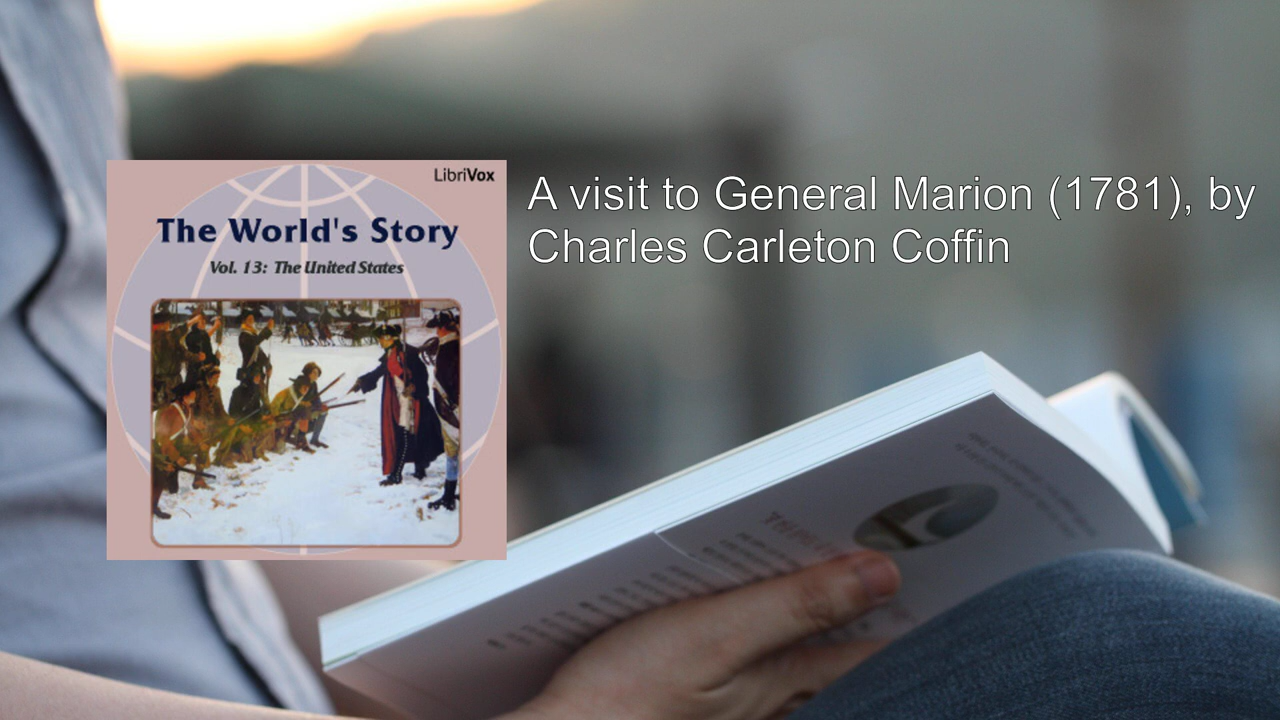 LibriVox
The World's Story
Vol. 13: The United States
A visit to General Marion (1781), by
Charles Carleton Coffin